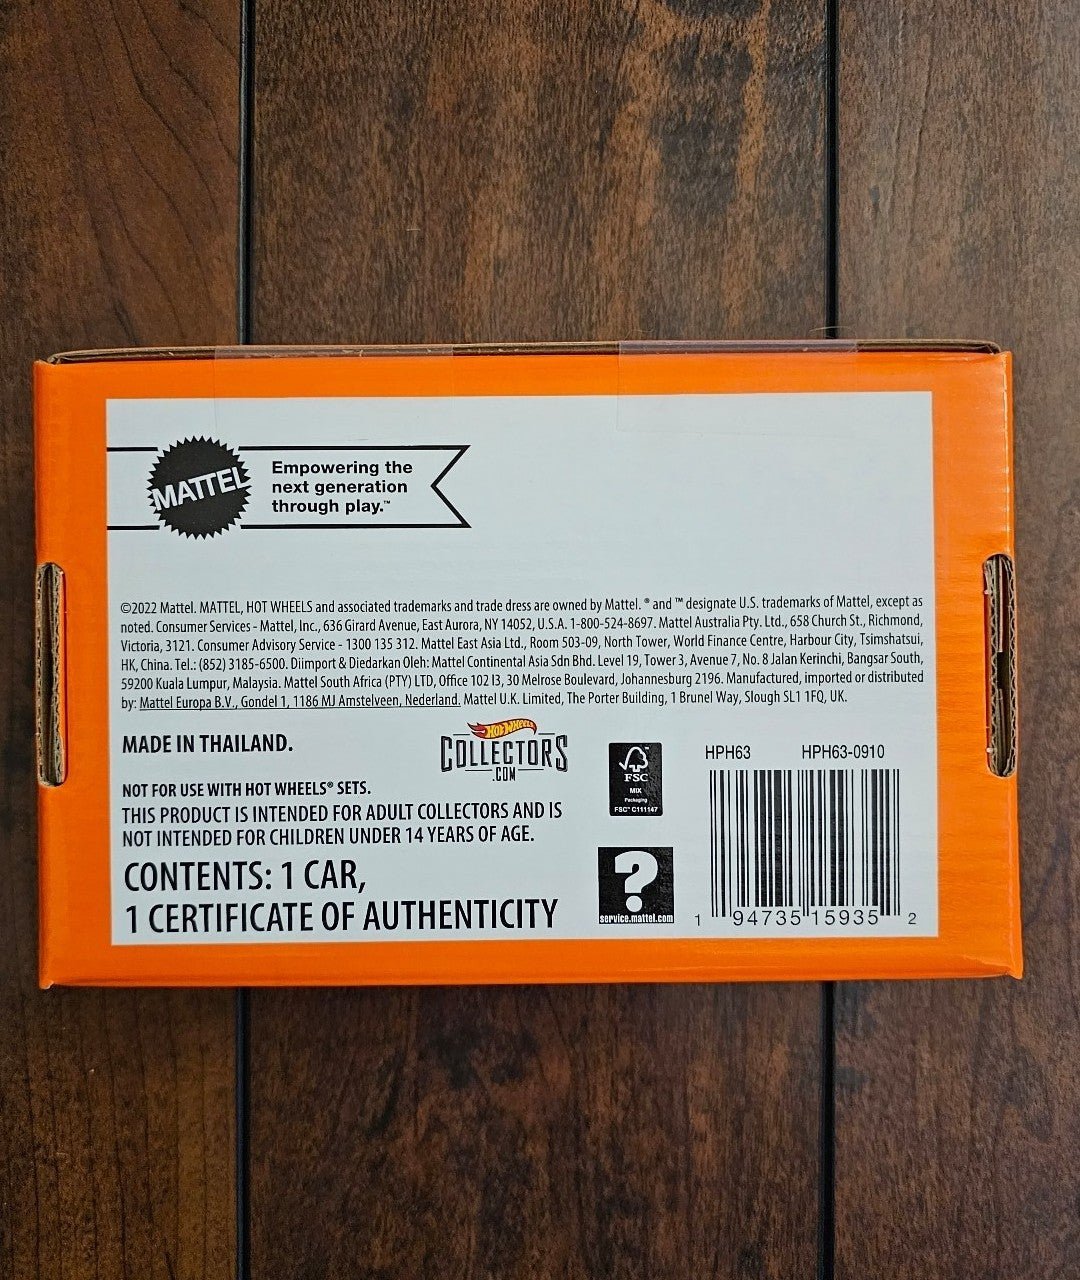 MATTEL
Empowering the
next generation
through play.™
©2022 Mattel. MATTEL, HOT WHEELS and associated trademarks and trade dress are owned by Mattel. ® and ™ designate U.S. trademarks of Mattel, except as
noted. Consumer Services - Mattel, Inc., 636 Girard Avenue, East Aurora, NY 14052, U.S.A. 1-800-524-8697. Mattel Australia Pty. Ltd., 658 Church St., Richmond,
Victoria, 3121. Consumer Advisory Service - 1300 135 312. Mattel East Asia Ltd., Room 503-09, North Tower, World Finance Centre, Harbour City, Tsimshatsui,
HK, China. Tel.: (852) 3185-6500. Diimport & Diedarkan Oleh: Mattel Continental Asia Sdn Bhd. Level 19, Tower 3, Avenue 7, No. 8 Jalan Kerinchi, Bangsar South,
59200 Kuala Lumpur, Malaysia. Mattel South Africa (PTY) LTD, Office 102 I3, 30 Melrose Boulevard, Johannesburg 2196. Manufactured, imported or distributed
by: Mattel Europa B.V., Gondel 1, 1186 MJ Amstelveen, Nederland. Mattel U.K. Limited, The Porter Building, 1 Brunel Way, Slough SL1 1FQ, UK.
MADE IN THAILAND.
HOT WHEELS
COLLECTORS
.COM
NOT FOR USE WITH HOT WHEELS® SETS.
THIS PRODUCT IS INTENDED FOR ADULT COLLECTORS AND IS
NOT INTENDED FOR CHILDREN UNDER 14 YEARS OF AGE.
CONTENTS: 1 CAR,
1 CERTIFICATE OF AUTHENTICITY
FSC
MIX
Packaging
FSC™ C111147
?
service.mattel.com
HPH63 HPH63-0910
1 94735 15935 2